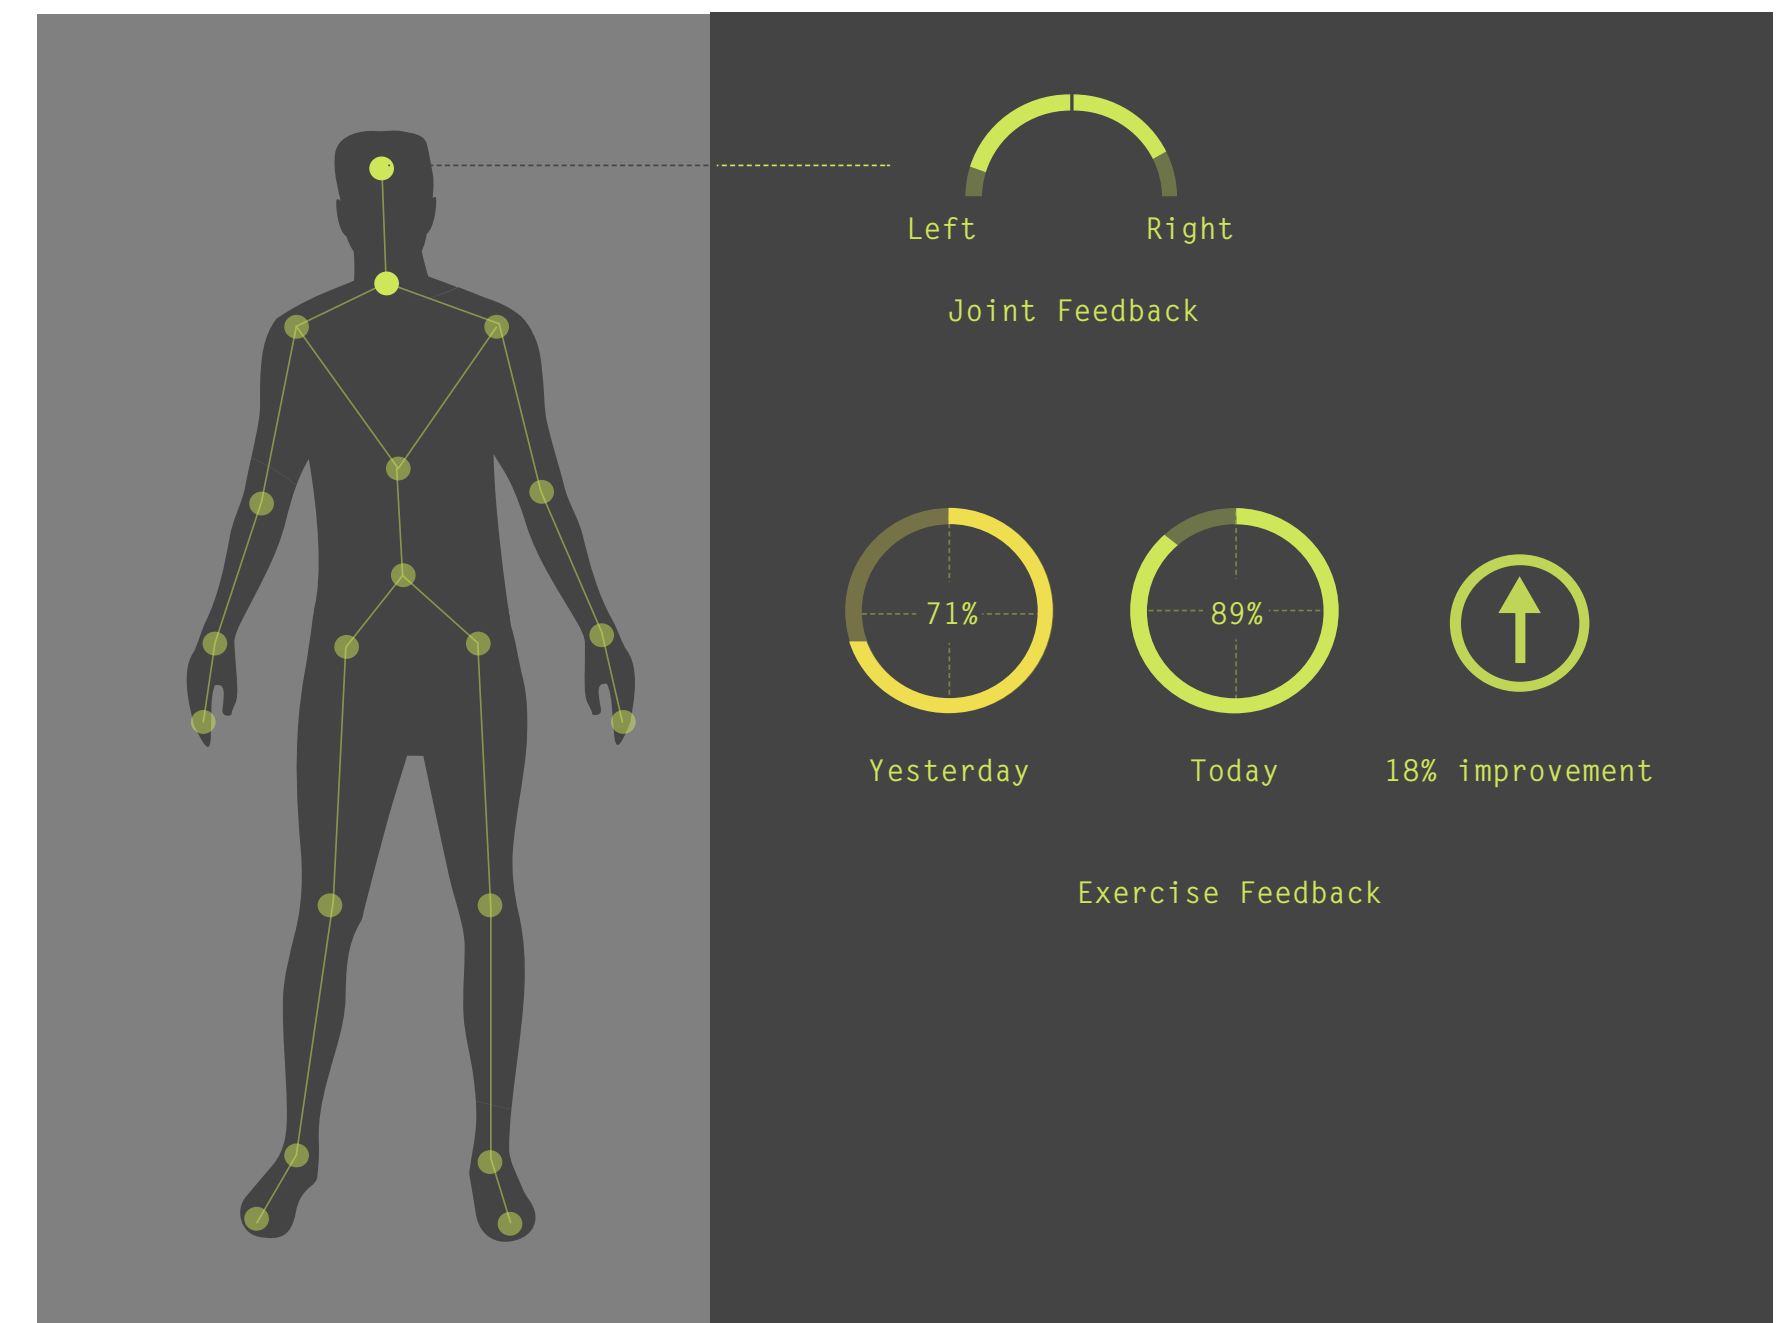 Left Right
Joint Feedback
71% 89%
Yesterday Today 18% improvement
Exercise Feedback